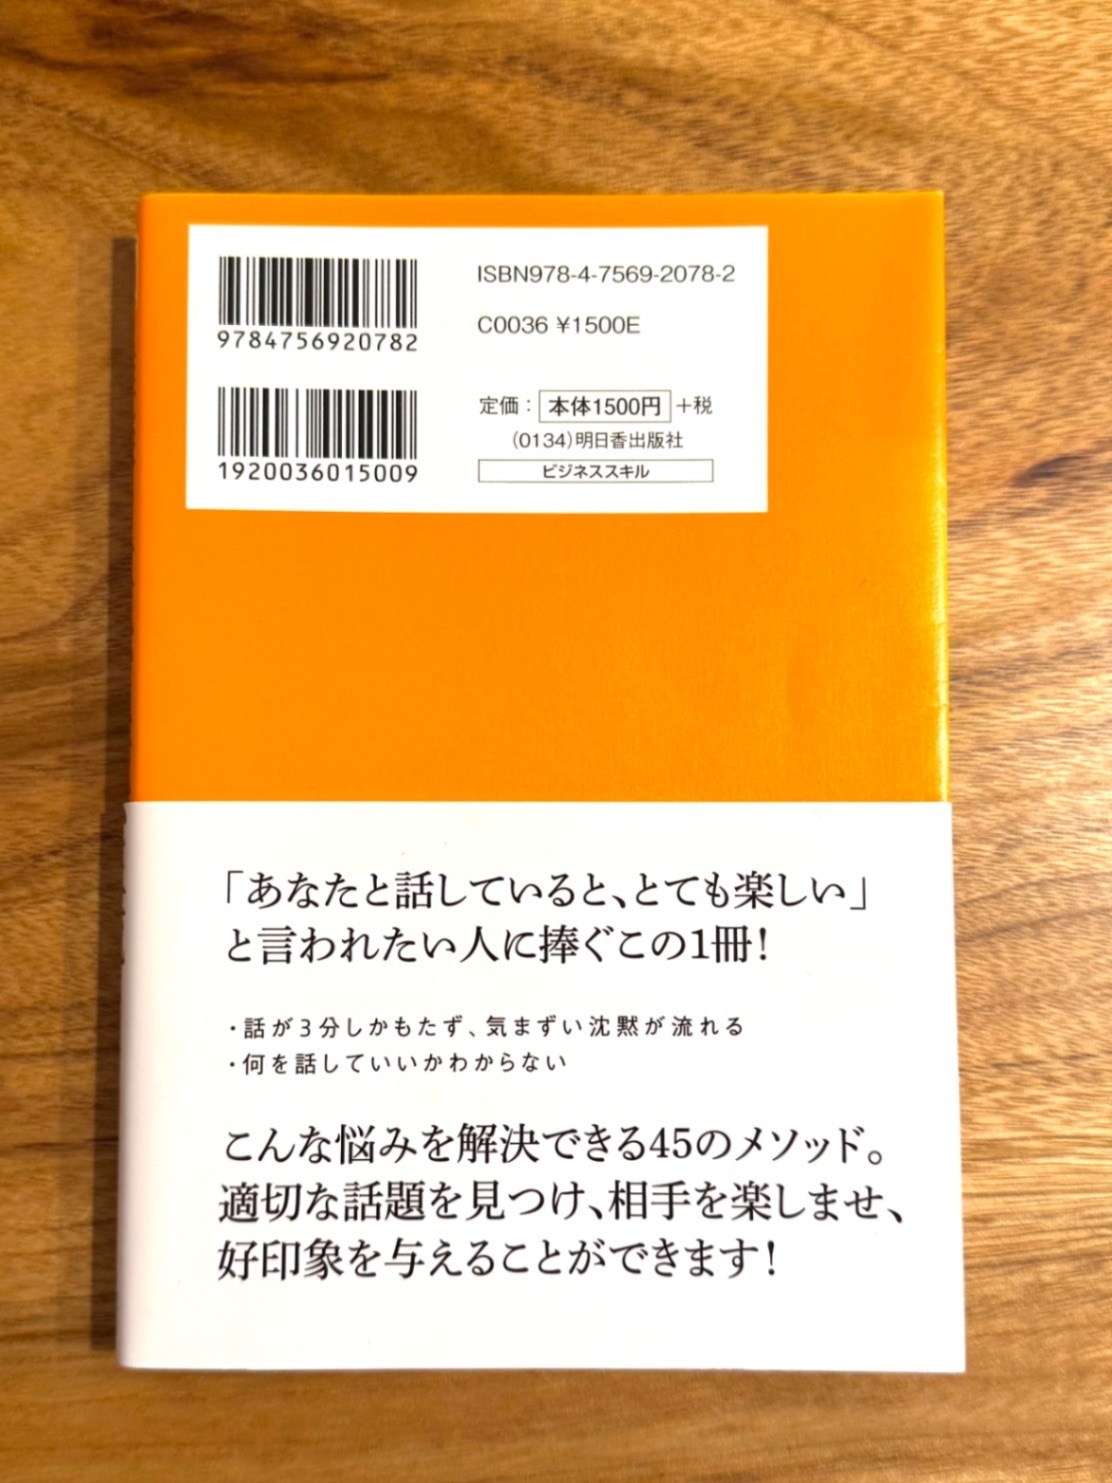 9784756920782
1920036015009
ISBN978-4-7569-2078-2
C0036 ¥1500E
定価：本体1500円＋税
（0134）明日香出版社
ビジネススキル
「あなたと話していると、とても楽しい」
と言われたい人に捧ぐこの1冊！
・話が3分しかもたず、気まずい沈黙が流れる
・何を話していいかわからない
こんな悩みを解決できる45のメソッド。
適切な話題を見つけ、相手を楽しませ、
好印象を与えることができます！